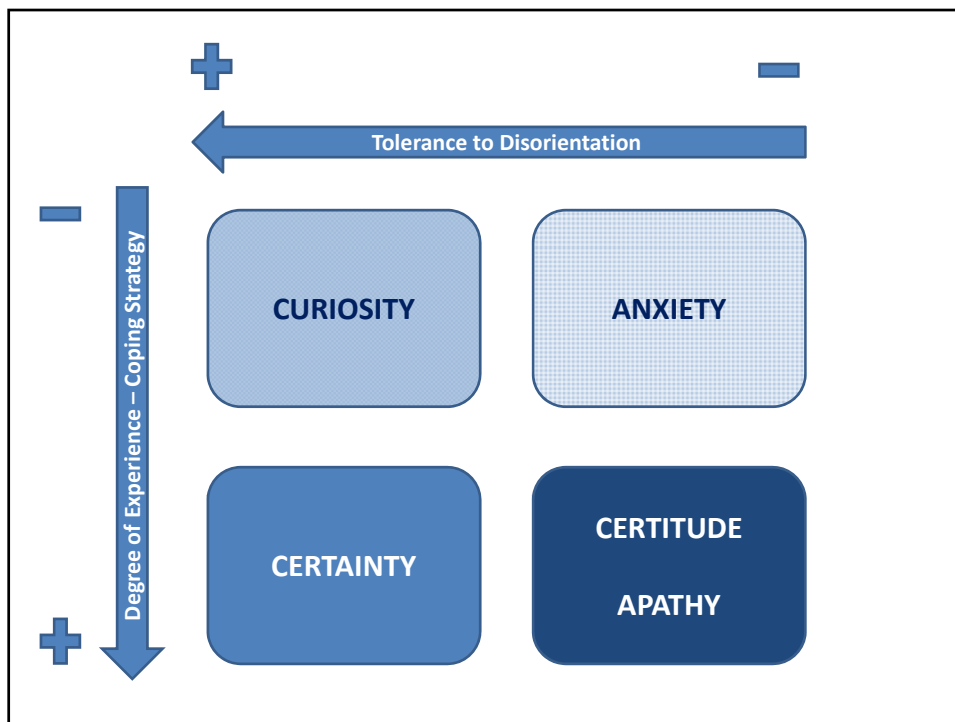 Tolerance to Disorientation
Degree of Experience – Coping Strategy
CURIOSITY
ANXIETY
CERTAINTY
CERTITUDE
APATHY